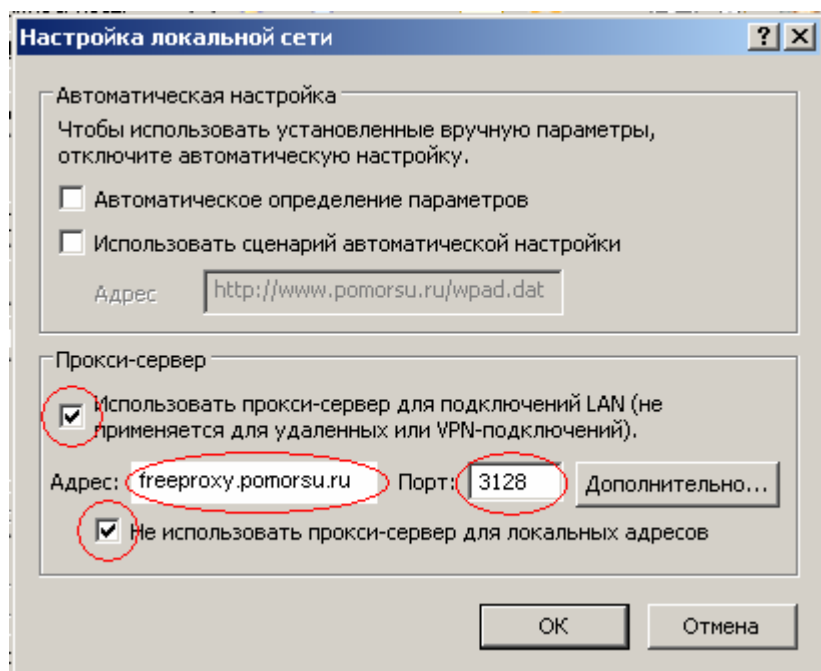 Настройка локальной сети
Автоматическая настройка
Чтобы использовать установленные вручную параметры,
отключите автоматическую настройку.
Автоматическое определение параметров
Использовать сценарий автоматической настройки
Адрес http://www.pomorsu.ru/wpad.dat
Прокси-сервер
Использовать прокси-сервер для подключений LAN (не
применяется для удаленных или VPN-подключений).
Адрес: freeproxy.pomorsu.ru Порт: 3128 Дополнительно...
Не использовать прокси-сервер для локальных адресов
ОК Отмена